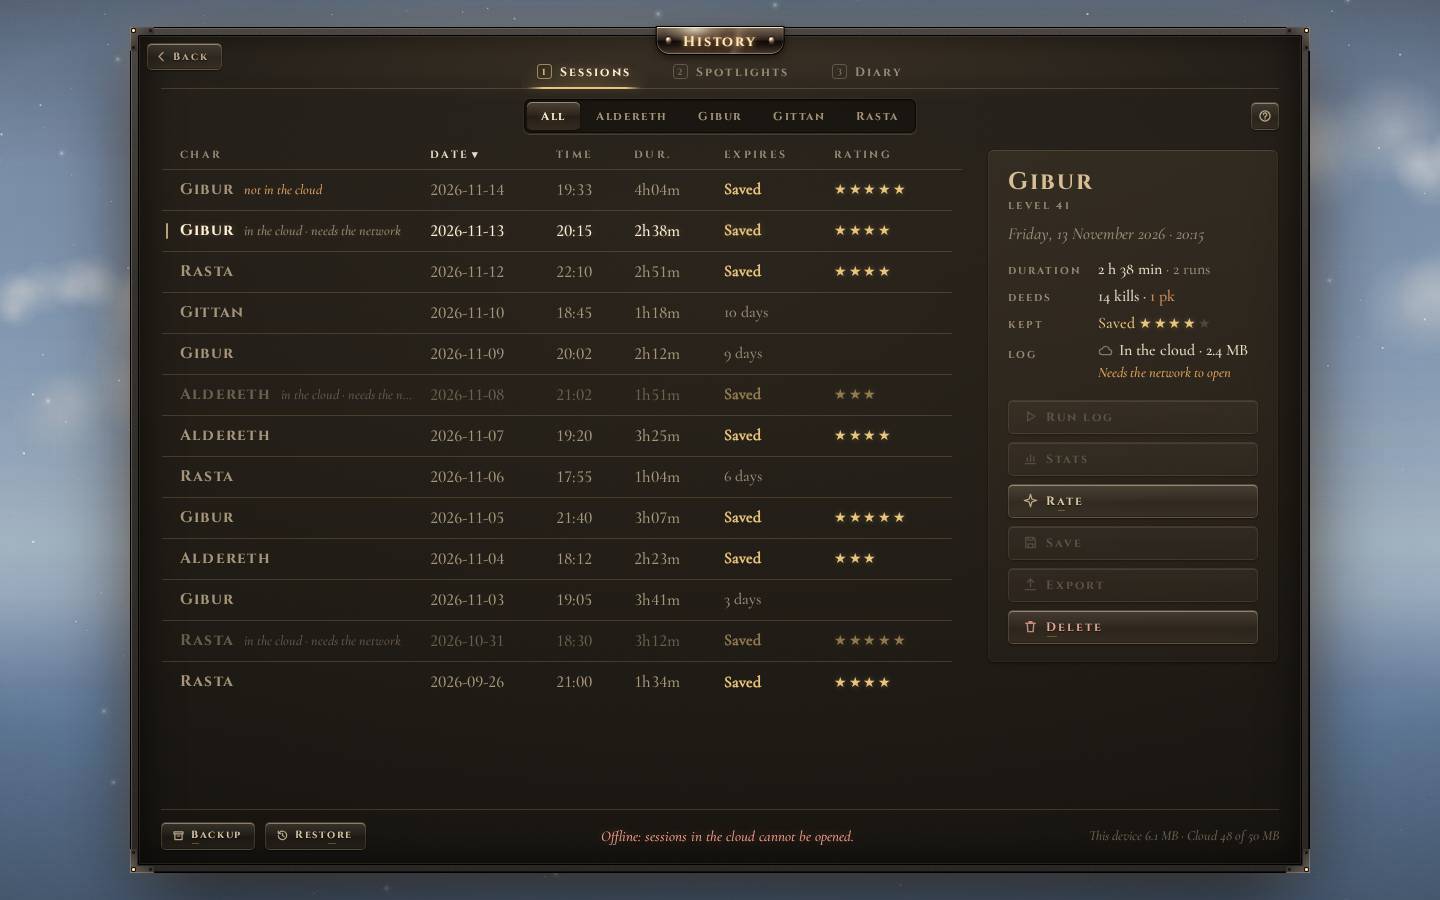 History
Back
1 Sessions 2 Spotlights 3 Diary
All Aldereth Gibur Gittan Rasta
CHAR DATE▼ TIME DUR. EXPIRES RATING
Gibur not in the cloud 2026-11-14 19:33 4h04m Saved ★★★★★
Gibur in the cloud · needs the network 2026-11-13 20:15 2h38m Saved ★★★★
Rasta 2026-11-12 22:10 2h51m Saved ★★★★
Gittan 2026-11-10 18:45 1h18m 10 days
Gibur 2026-11-09 20:02 2h12m 9 days
Aldereth in the cloud · needs the n... 2026-11-08 21:02 1h51m Saved ★★★
Aldereth 2026-11-07 19:20 3h25m Saved ★★★★
Rasta 2026-11-06 17:55 1h04m 6 days
Gibur 2026-11-05 21:40 3h07m Saved ★★★★★
Aldereth 2026-11-04 18:12 2h23m Saved ★★★
Gibur 2026-11-03 19:05 3h41m 3 days
Rasta in the cloud · needs the network 2026-10-31 18:30 3h12m Saved ★★★★★
Rasta 2026-09-26 21:00 1h34m Saved ★★★★
Gibur
LEVEL 41
Friday, 13 November 2026 · 20:15
DURATION 2 h 38 min · 2 runs
DEEDS 14 kills · 1 pk
KEPT Saved ★★★★★
LOG In the cloud · 2.4 MB
Needs the network to open
Run log
Stats
Rate
Save
Export
Delete
Backup Restore
Offline: sessions in the cloud cannot be opened.
This device 6.1 MB · Cloud 48 of 50 MB